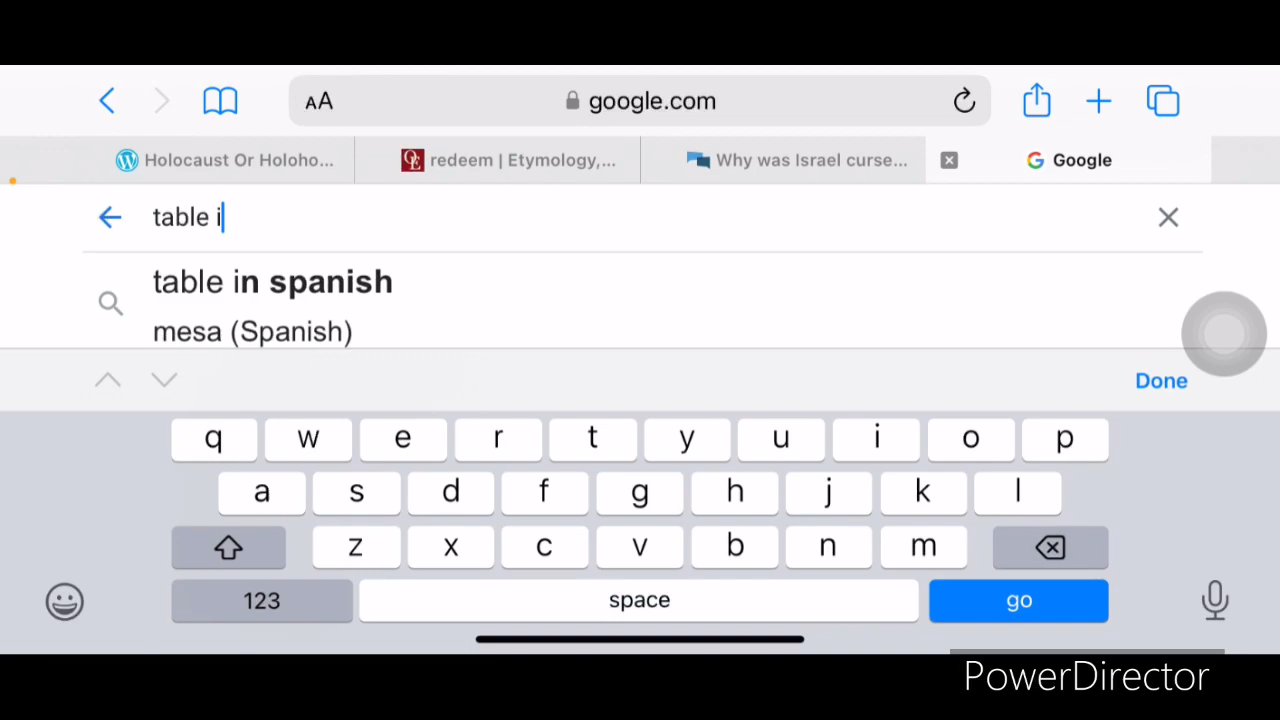 AA google.com
Holocaust Or Holoho... redeem | Etymology,... Why was Israel curse... Google
table i
table in spanish
mesa (Spanish)
Done
q w e r t y u i o p
a s d f g h j k l
z x c v b n m
123 space go
PowerDirector